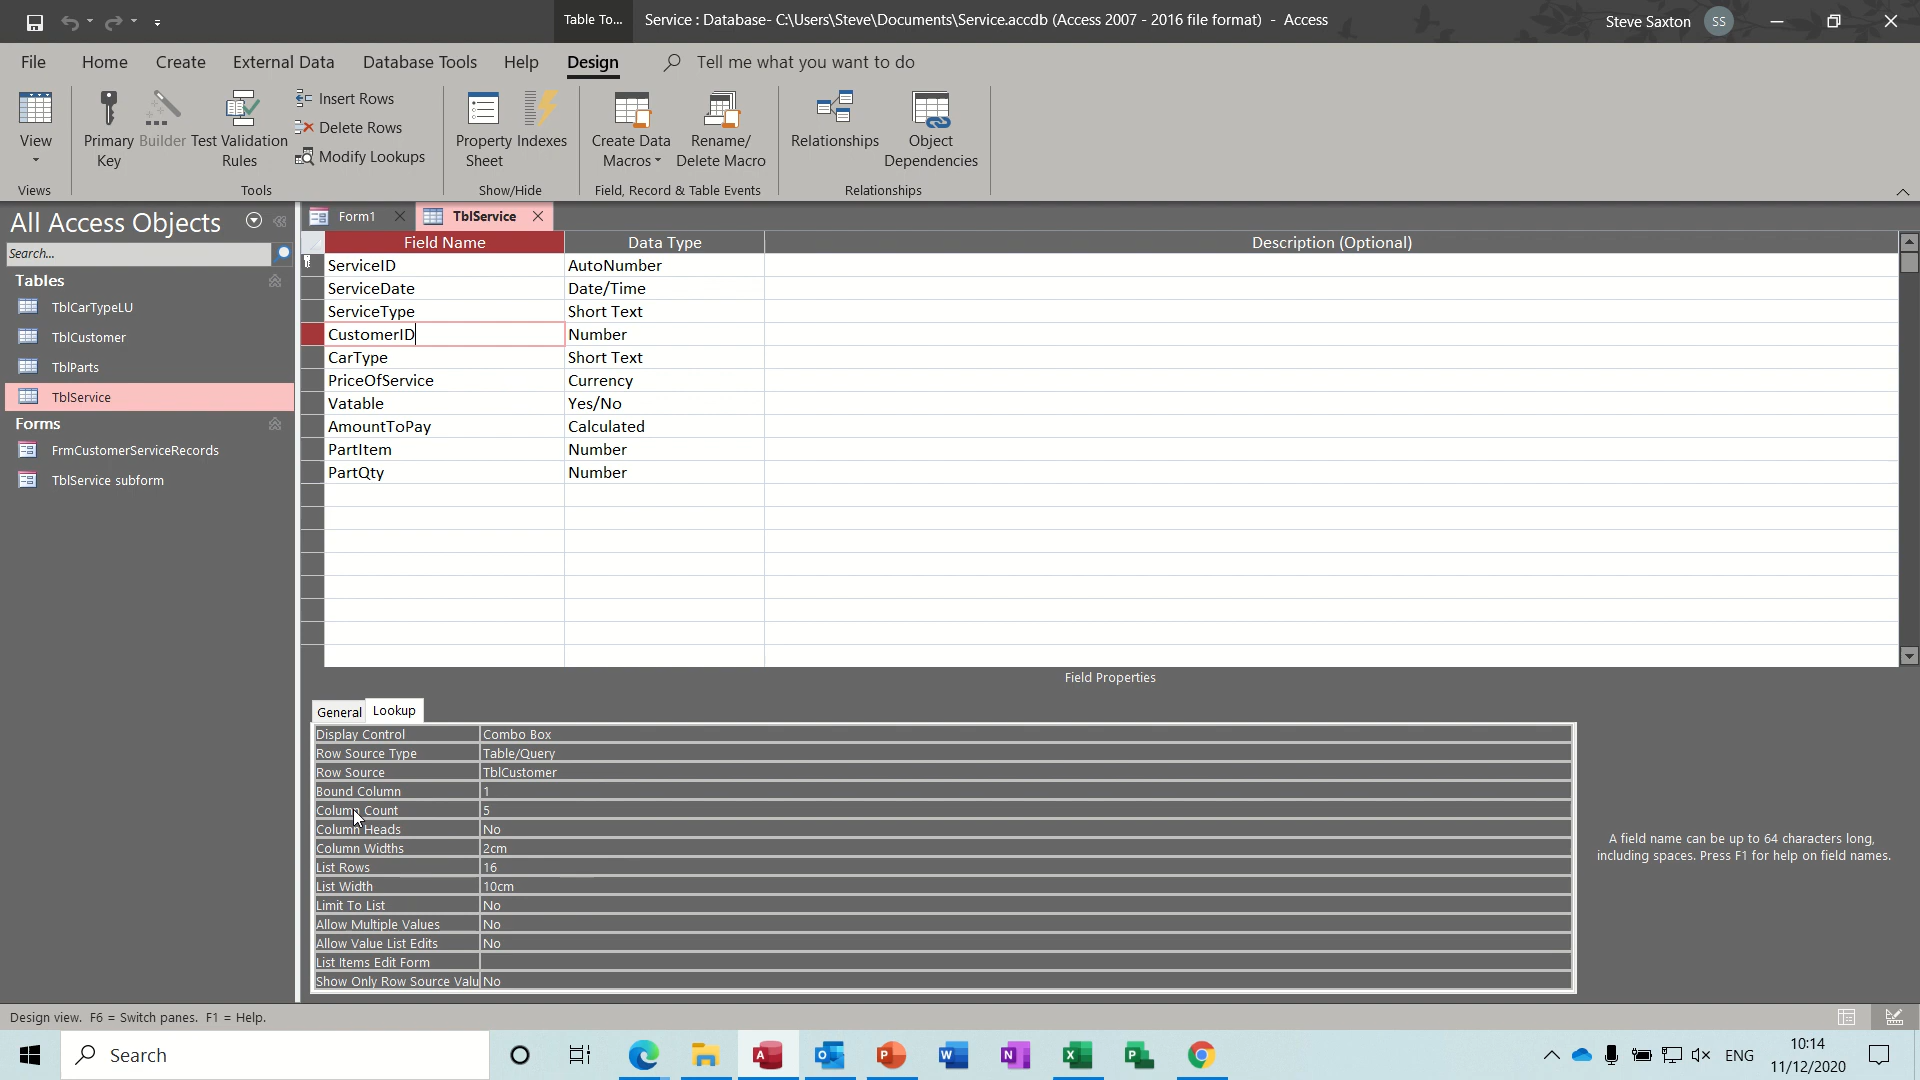 Table To...
Service : Database- C:\Users\Steve\Documents\Service.accdb (Access 2007 - 2016 file format) - Access
Steve Saxton
SS
File
Home
Create
External Data
Database Tools
Help
Design
Tell me what you want to do
View
Primary
Key
Builder
Test Validation
Rules
Insert Rows
Delete Rows
Modify Lookups
Property
Sheet
Indexes
Create Data
Macros
Rename/
Delete Macro
Relationships
Object
Dependencies
Views
Tools
Show/Hide
Field, Record & Table Events
Relationships
All Access Objects
Search...
Tables
TblCarTypeLU
TblCustomer
TblParts
TblService
Forms
FrmCustomerServiceRecords
TblService subform
Form1
TblService
Field Name Data Type Description (Optional)
ServiceID AutoNumber
ServiceDate Date/Time
ServiceType Short Text
CustomerID Number
CarType Short Text
PriceOfService Currency
Vatable Yes/No
AmountToPay Calculated
PartItem Number
PartQty Number
Field Properties
General Lookup
Display Control Combo Box
Row Source Type Table/Query
Row Source TblCustomer
Bound Column 1
Column Count 5
Column Heads No
Column Widths 2cm
List Rows 16
List Width 10cm
Limit To List No
Allow Multiple Values No
Allow Value List Edits No
List Items Edit Form
Show Only Row Source Valu No
A field name can be up to 64 characters long,
including spaces. Press F1 for help on field names.
Design view. F6 = Switch panes. F1 = Help.
Search
ENG
10:14
11/12/2020